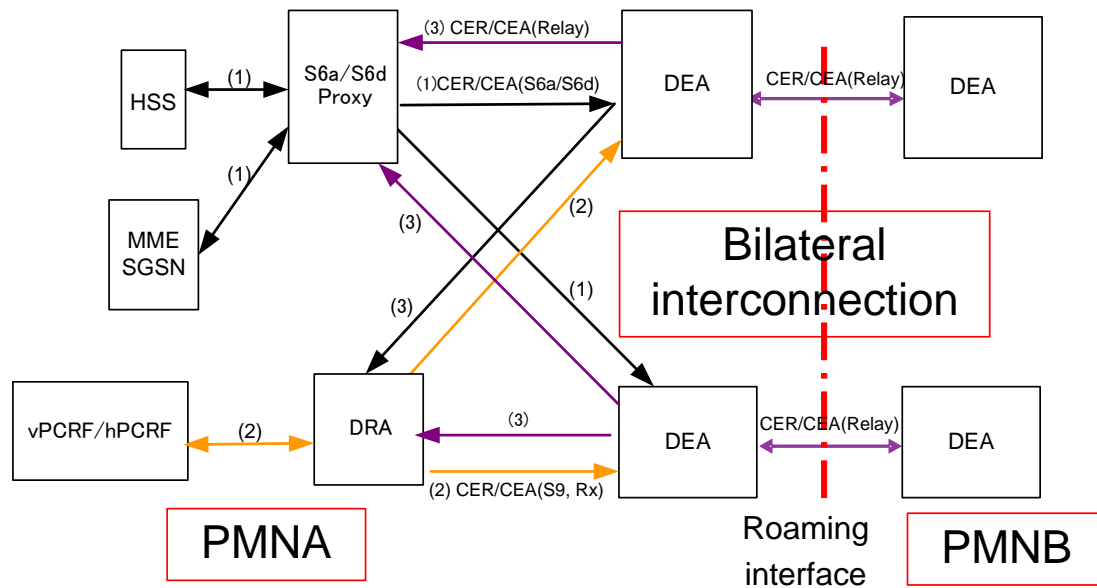 (3) CER/CEA(Relay)
S6a/S6d
Proxy
(1)
HSS
(1)CER/CEA(S6a/S6d)
DEA
CER/CEA(Relay)
DEA
(1)
MME
SGSN
(3)
(2)
Bilateral
interconnection
(3)
(1)
vPCRF/hPCRF
(2)
DRA
(3)
DEA
CER/CEA(Relay)
DEA
(2) CER/CEA(S9, Rx)
PMNA
Roaming
interface
PMNB